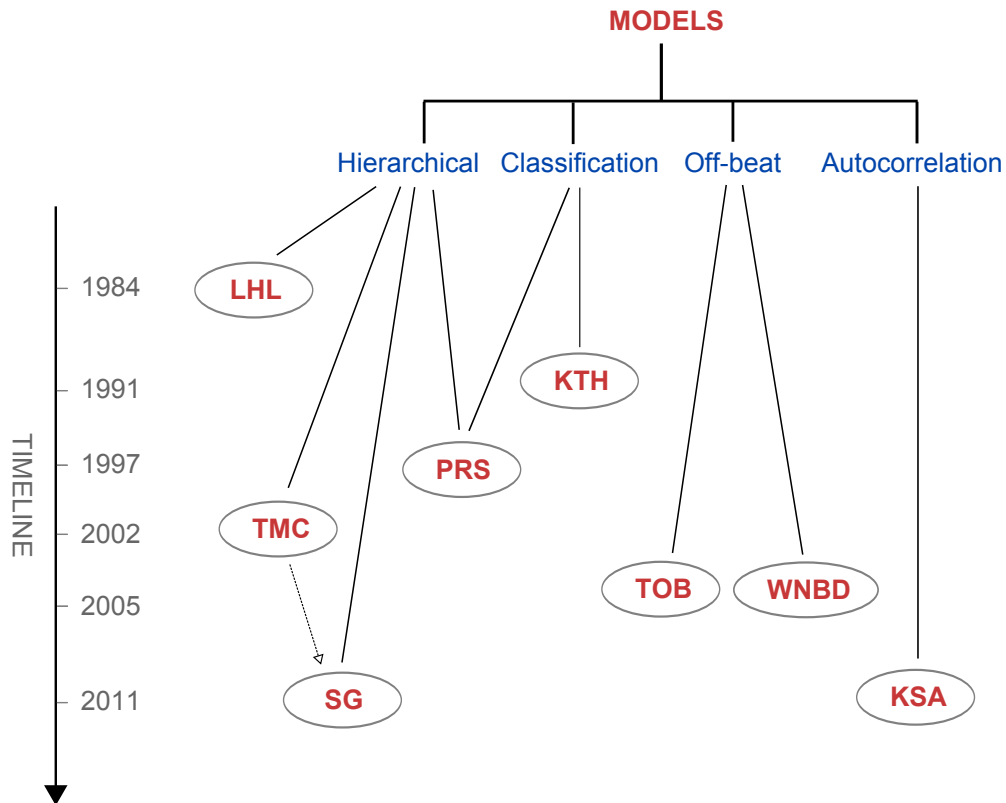 MODELS
Hierarchical
Classification
Off-beat
Autocorrelation
TIMELINE
1984
LHL
1991
KTH
1997
PRS
2002
TMC
2005
TOB
WNBD
2011
SG
KSA